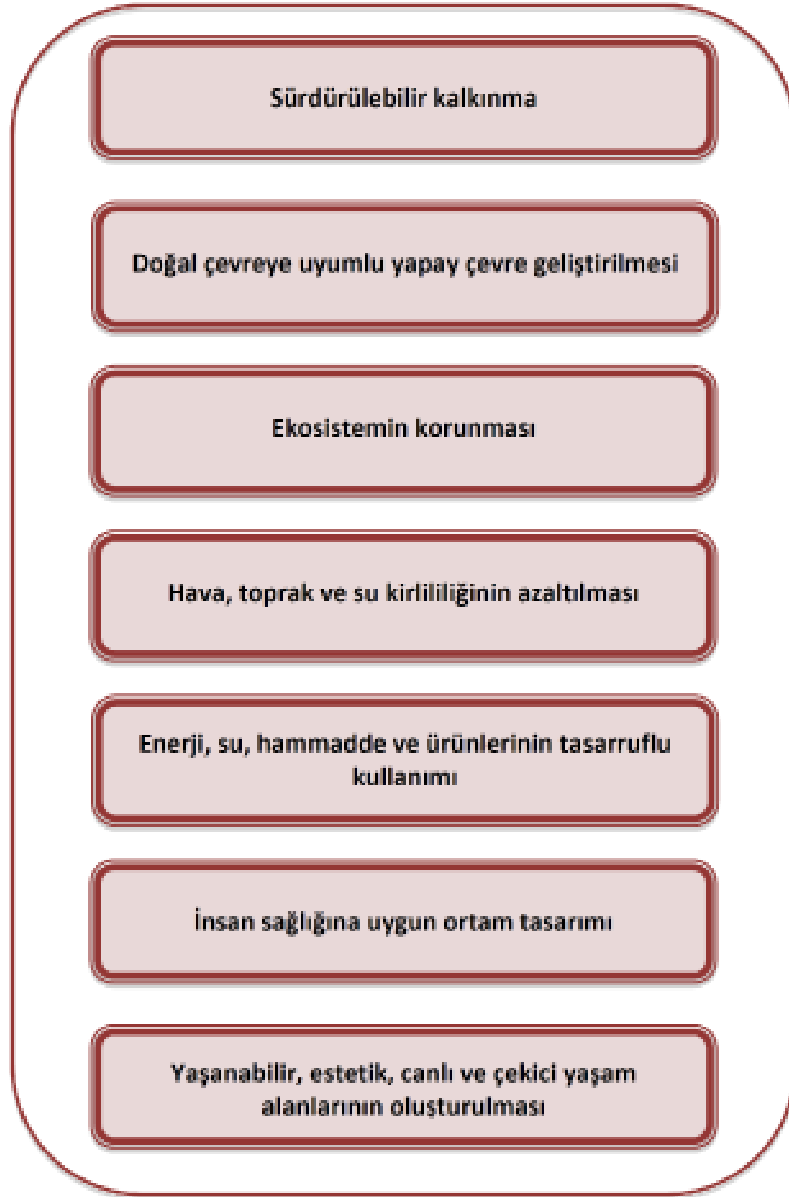 Sürdürülebilir kalkınma
Doğal çevreye uyumlu yapay çevre geliştirilmesi
Ekosistemin korunması
Hava, toprak ve su kirlililiğinin azaltılması
Enerji, su, hammadde ve ürünlerinin tasarruflu
kullanımı
İnsan sağlığına uygun ortam tasarımı
Yaşanabilir, estetik, canlı ve çekici yaşam
alanlarının oluşturulması